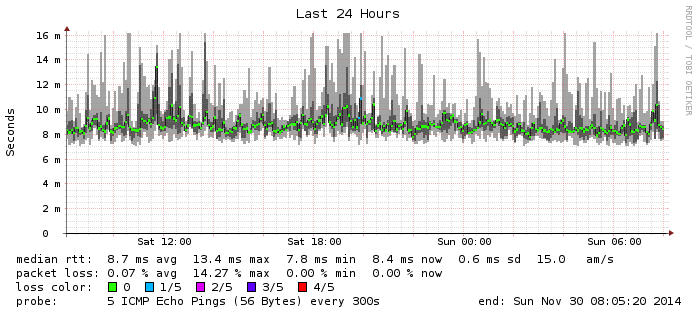 Last 24 Hours
RRDTOOL / TOBI OETIKER
Seconds
16 m
14 m
12 m
10 m
8 m
6 m
4 m
2 m
0
Sat 12:00 Sat 18:00 Sun 00:00 Sun 06:00
median rtt: 8.7 ms avg 13.4 ms max 7.8 ms min 8.4 ms now 0.6 ms sd 15.0 am/s
packet loss: 0.07 % avg 14.27 % max 0.00 % min 0.00 % now
loss color: 0 1/5 2/5 3/5 4/5
probe: 5 ICMP Echo Pings (56 Bytes) every 300s end: Sun Nov 30 08:05:20 2014